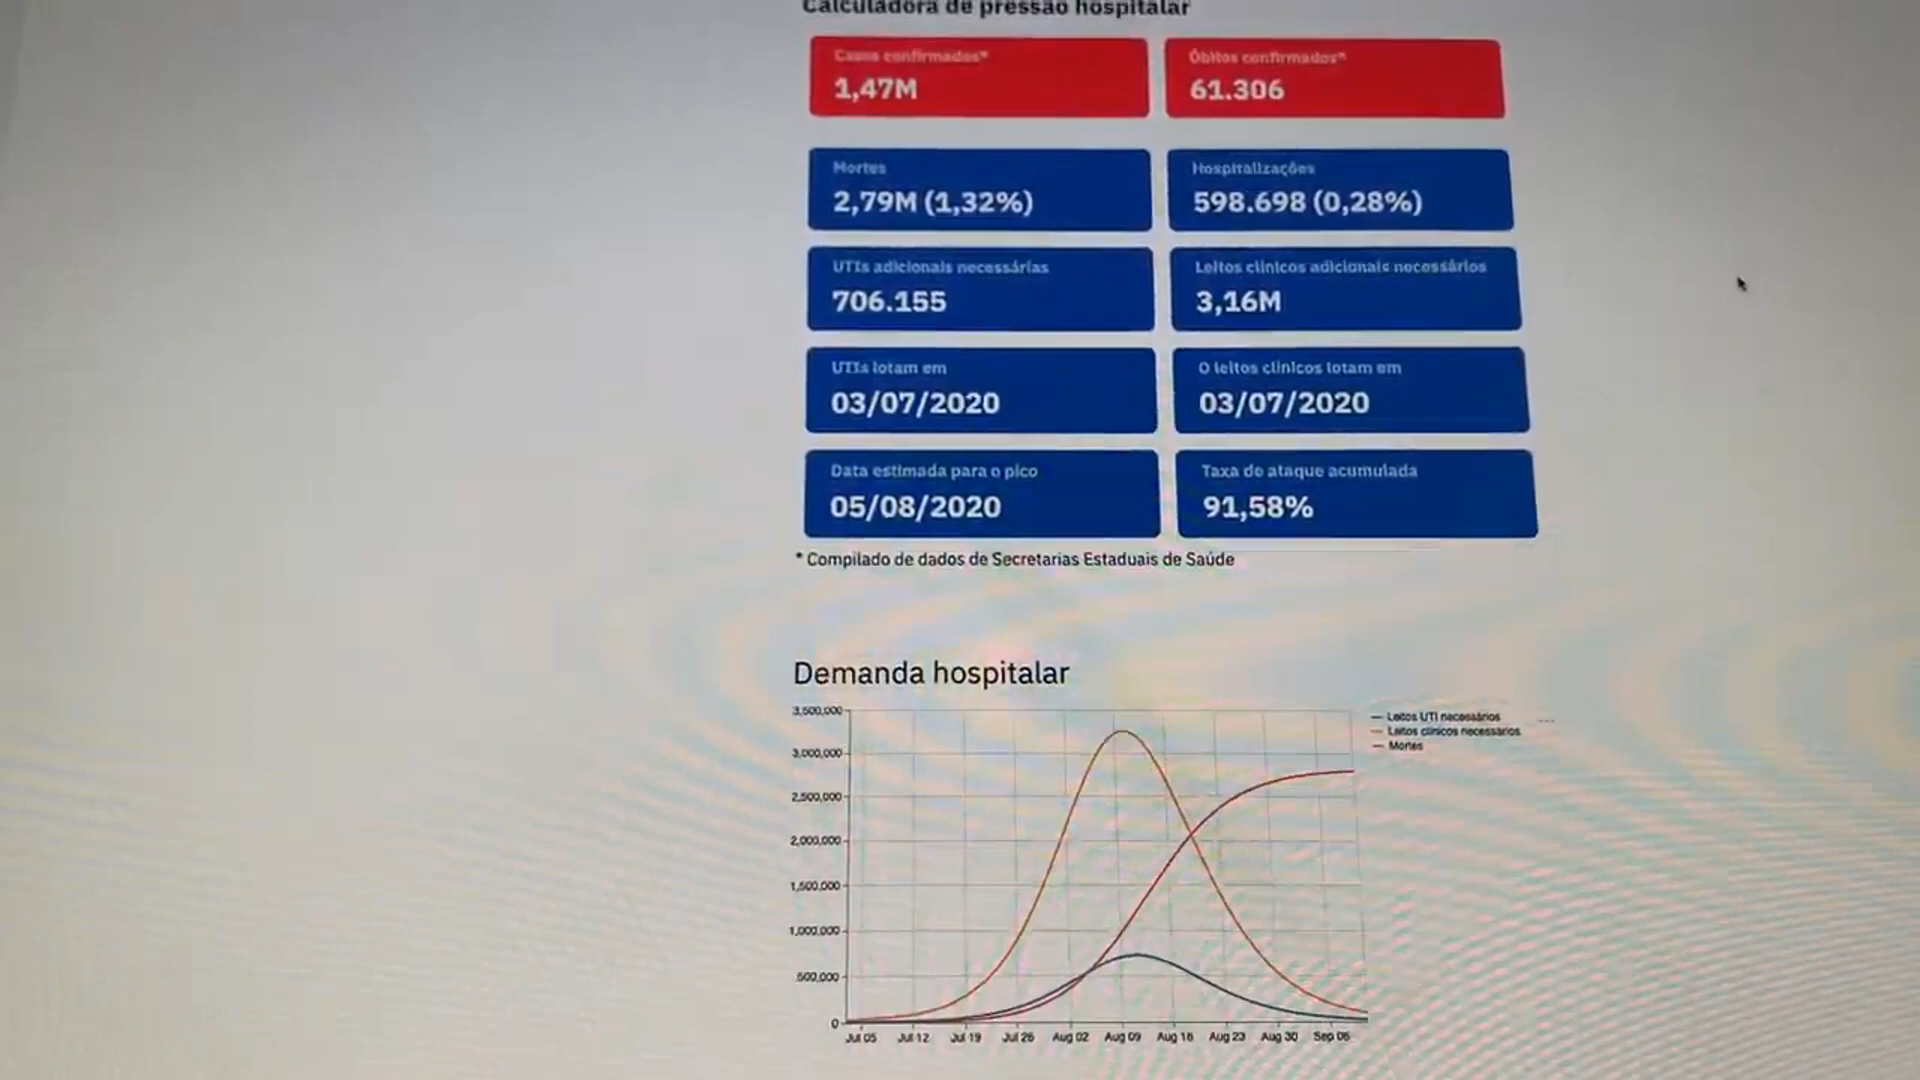 Calculadora de pressão hospitalar
Casos confirmados*
1,47M
Óbitos confirmados*
61.306
Mortes
2,79M (1,32%)
Hospitalizações
598.698 (0,28%)
UTIs adicionais necessárias
706.155
Leitos clínicos adicionais necessários
3,16M
UTIs lotam em
03/07/2020
O leitos clínicos lotam em
03/07/2020
Data estimada para o pico
05/08/2020
Taxa de ataque acumulada
91,58%
* Compilado de dados de Secretarias Estaduais de Saúde
Demanda hospitalar
3,500,000
3,000,000
2,500,000
2,000,000
1,500,000
1,000,000
500,000
0
Leitos UTI necessários
Leitos clínicos necessários
Mortes
Jul 05 Jul 12 Jul 19 Jul 26 Aug 02 Aug 09 Aug 16 Aug 23 Aug 30 Sep 06